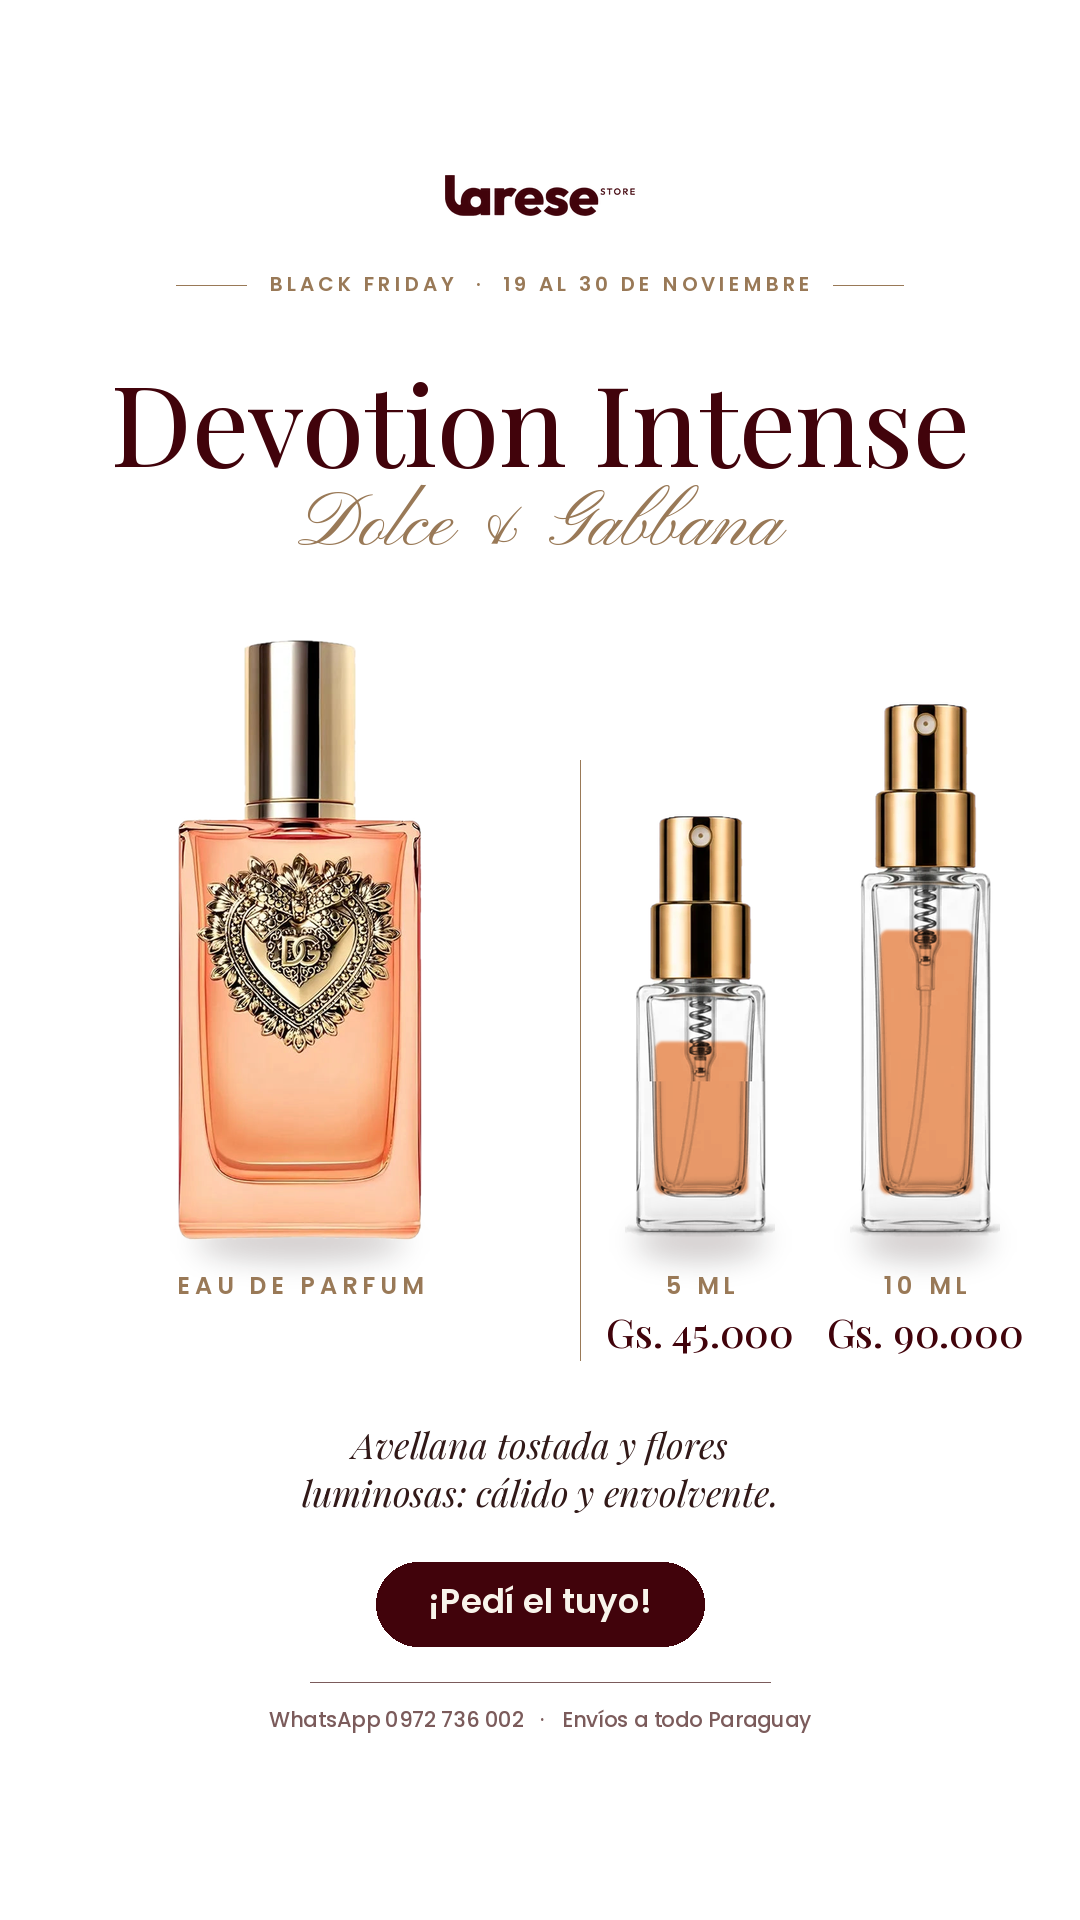 Larese STORE
BLACK FRIDAY · 19 AL 30 DE NOVIEMBRE
Devotion Intense
Dolce & Gabbana
DG
EAU DE PARFUM
5 ML
10 ML
Gs. 45.000
Gs. 90.000
Avellana tostada y flores
luminosas: cálido y envolvente.
¡Pedí el tuyo!
WhatsApp 0972 736 002 · Envíos a todo Paraguay